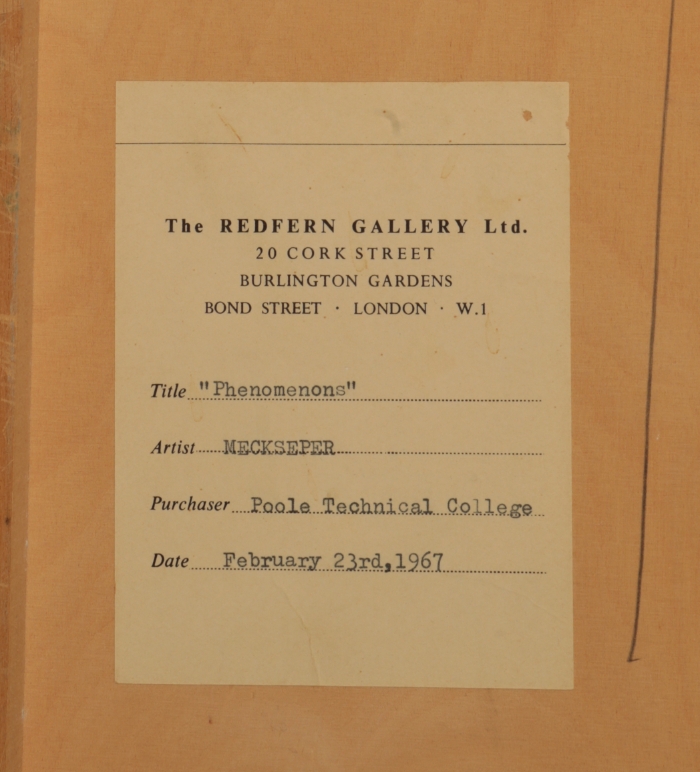 The REDFERN GALLERY Ltd.
20 CORK STREET
BURLINGTON GARDENS
BOND STREET · LONDON · W.1
Title "Phenomenons"
Artist MECKSEPER
Purchaser Poole Technical College
Date February 23rd,1967